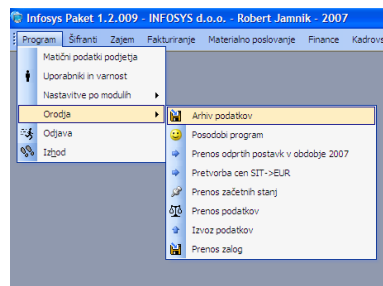 Infosys Paket 1.2.009 - INFOSYS d.o.o. - Robert Jamnik - 2007
Program Šifranti Zajem Fakturiranje Materialno poslovanje Finance Kadrovs
Matični podatki podjetja
Uporabniki in varnost
Nastavitve po modulih
Orodja
Odjava
Izhod
Arhiv podatkov
Posodobi program
Prenos odprtih postavk v obdobje 2007
Pretvorba cen SIT->EUR
Prenos začetnih stanj
Prenos podatkov
Izvoz podatkov
Prenos zalog